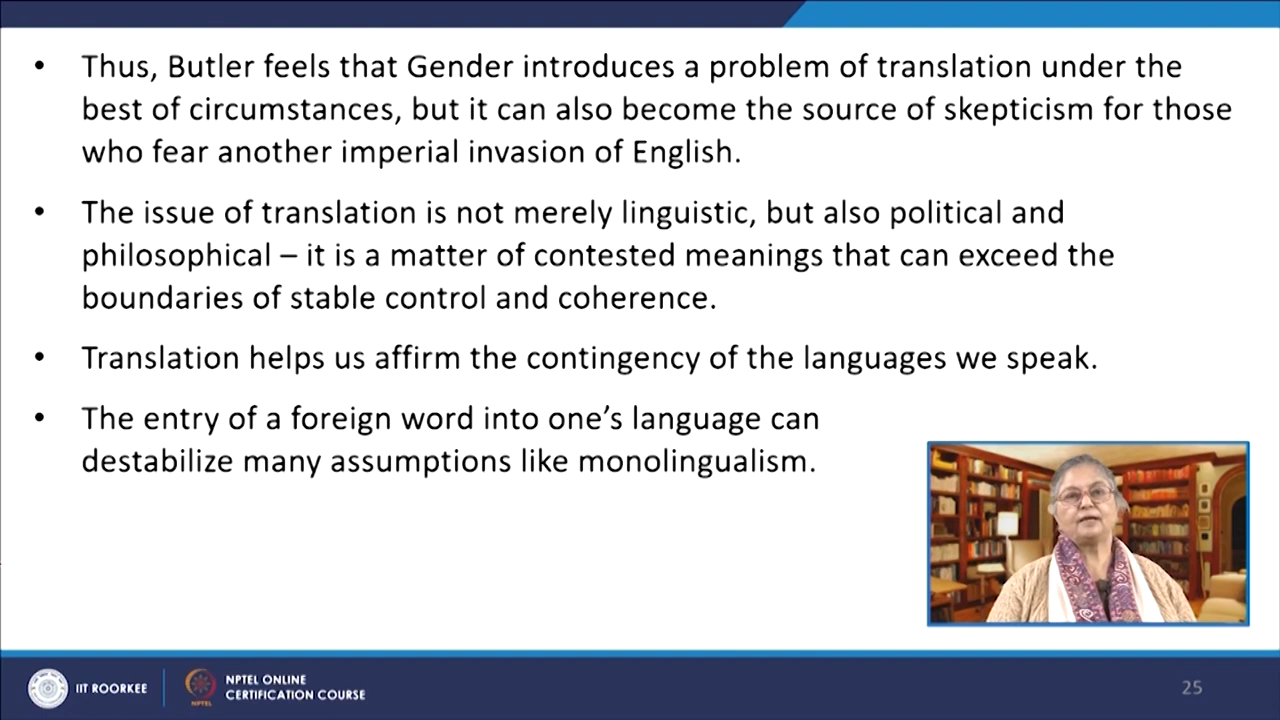 • Thus, Butler feels that Gender introduces a problem of translation under the
best of circumstances, but it can also become the source of skepticism for those
who fear another imperial invasion of English.
• The issue of translation is not merely linguistic, but also political and
philosophical – it is a matter of contested meanings that can exceed the
boundaries of stable control and coherence.
• Translation helps us affirm the contingency of the languages we speak.
• The entry of a foreign word into one’s language can
destabilize many assumptions like monolingualism.
IIT ROORKEE
NPTEL
NPTEL ONLINE
CERTIFICATION COURSE
25